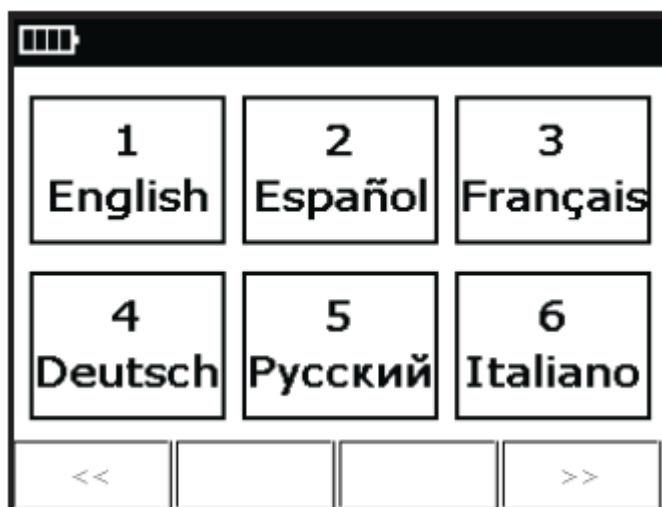 1 2 3
English Español Français
4 5 6
Deutsch Русский Italiano
<< >>